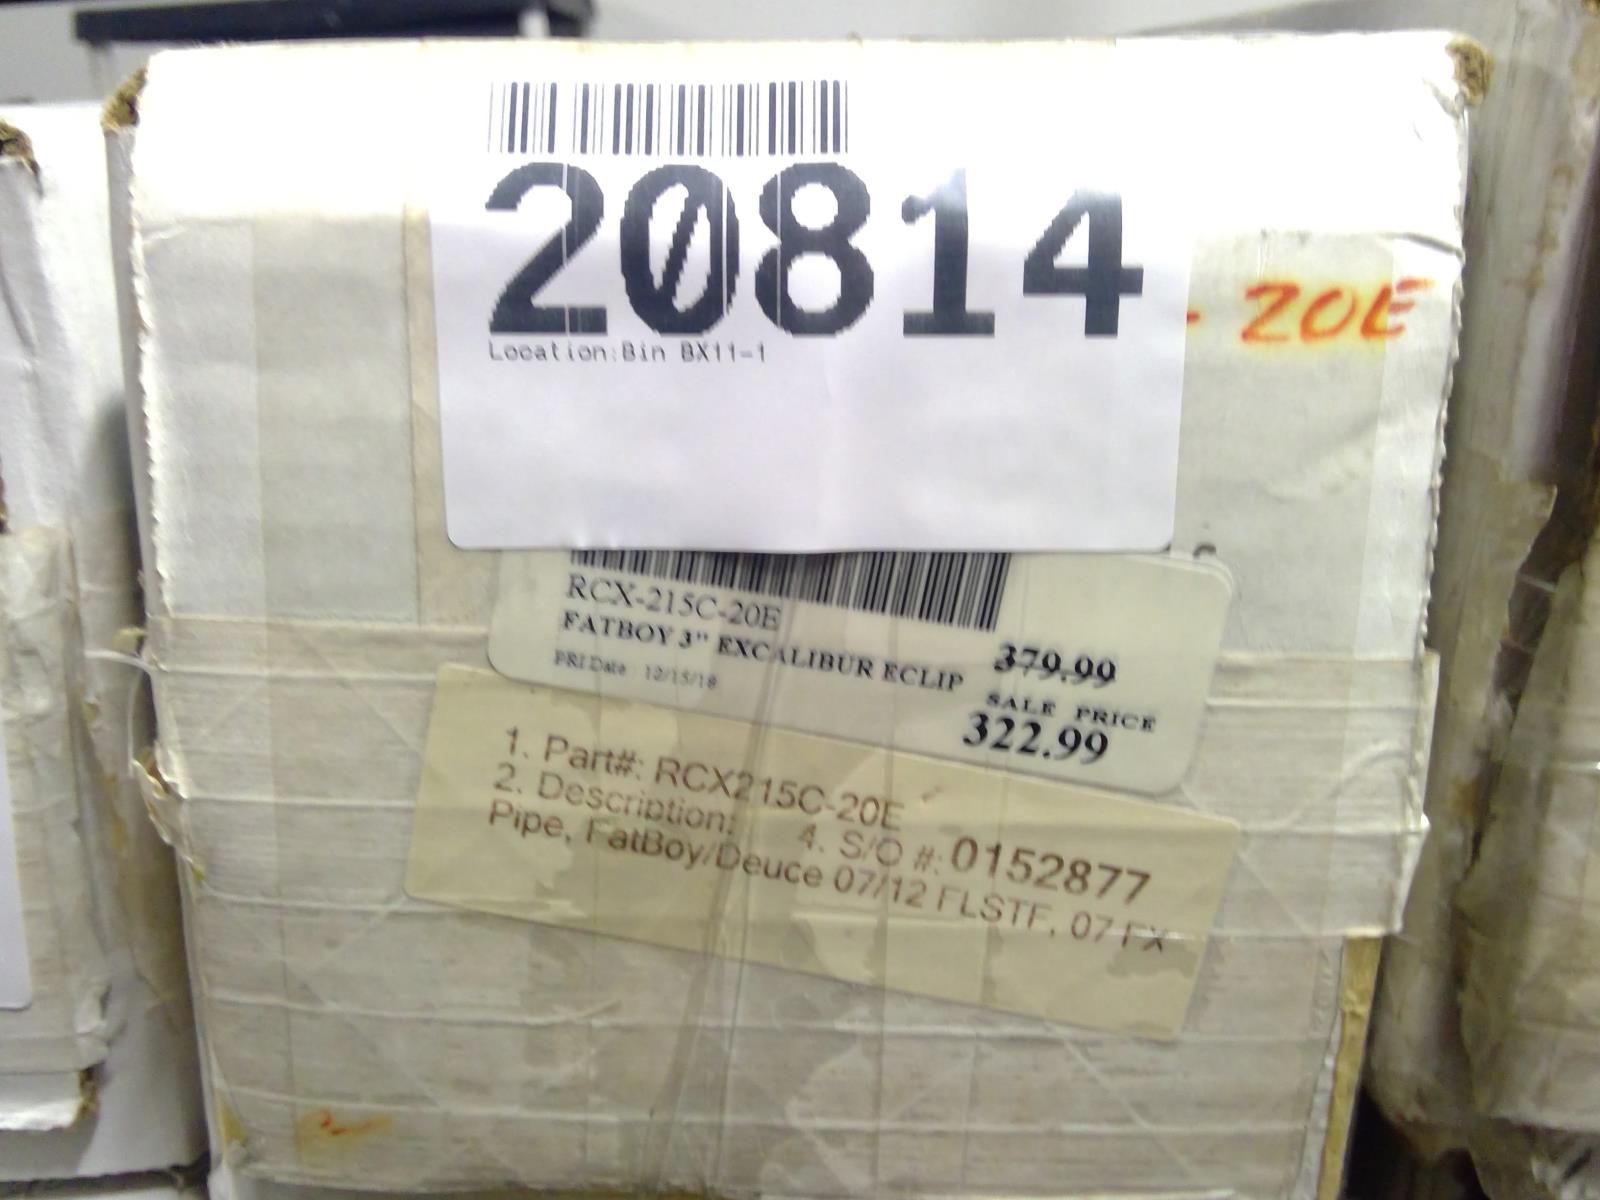 20814
Location:Bin BX11-1
- 20E
RCX-215C-20E
FATBOY 3" EXCALIBUR ECLIP
379.99
PRI Date 12/15/18
SALE PRICE
322.99
1. Part#: RCX215C-20E
2. Description: 4. S/O #: 0152877
Pipe, FatBoy/Deuce 07/12 FLSTF, 07 FX